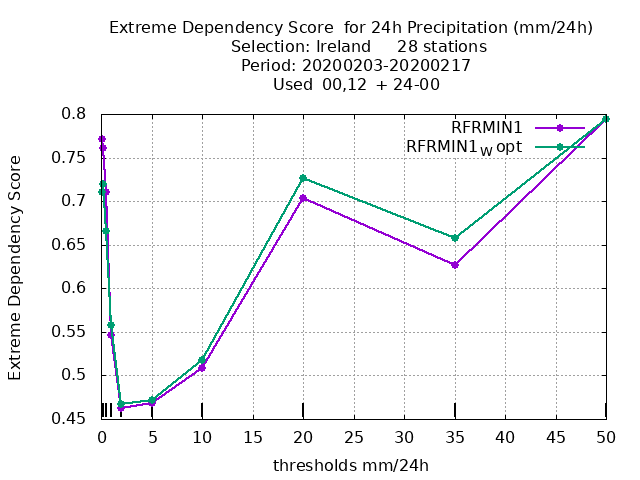 Extreme Dependency Score for 24h Precipitation (mm/24h)
Selection: Ireland 28 stations
Period: 20200203-20200217
Used 00,12 + 24-00
RFRMIN1
RFRMIN1W opt
Extreme Dependency Score
0.8
0.75
0.7
0.65
0.6
0.55
0.5
0.45
0 5 10 15 20 25 30 35 40 45 50
thresholds mm/24h